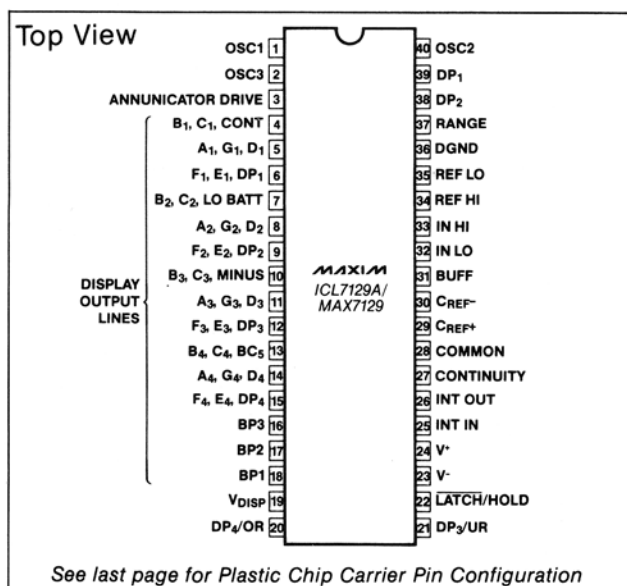 Top View
OSC1 1
40 OSC2
OSC3 2
39 DP1
ANNUNICATOR DRIVE 3
38 DP2
B1, C1, CONT 4
37 RANGE
A1, G1, D1 5
36 DGND
F1, E1, DP1 6
35 REF LO
B2, C2, LO BATT 7
34 REF HI
A2, G2, D2 8
33 IN HI
F2, E2, DP2 9
32 IN LO
B3, C3, MINUS 10
31 BUFF
A3, G3, D3 11
30 CREF-
F3, E3, DP3 12
29 CREF+
B4, C4, BC5 13
28 COMMON
A4, G4, D4 14
27 CONTINUITY
F4, E4, DP4 15
26 INT OUT
BP3 16
25 INT IN
BP2 17
24 V+
BP1 18
23 V-
VDISP 19
22 LATCH/HOLD
DP4/OR 20
21 DP3/UR
DISPLAY
OUTPUT
LINES
MAXIM
ICL7129A/
MAX7129
See last page for Plastic Chip Carrier Pin Configuration